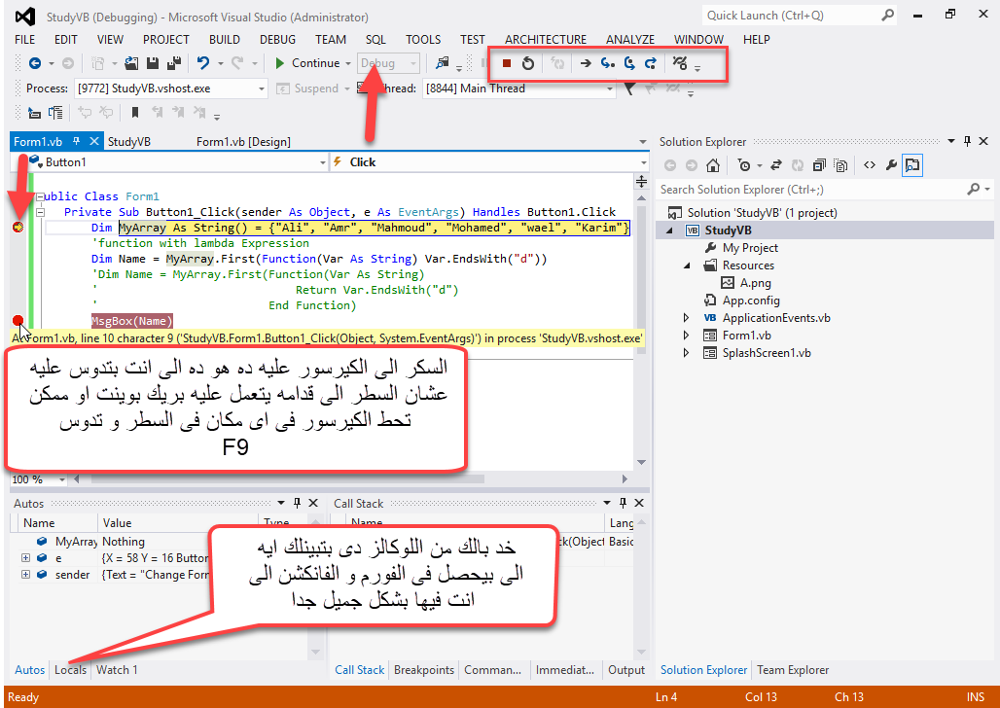 StudyVB (Debugging) - Microsoft Visual Studio (Administrator)
Quick Launch (Ctrl+Q)
FILE EDIT VIEW PROJECT BUILD DEBUG TEAM SQL TOOLS TEST ARCHITECTURE ANALYZE WINDOW HELP
Continue Debug
Process: [9772] StudyVB.vshost.exe Suspend Thread: [8844] Main Thread
Form1.vb StudyVB Form1.vb [Design]
Button1 Click
ublic Class Form1
Private Sub Button1_Click(sender As Object, e As EventArgs) Handles Button1.Click
Dim MyArray As String() = {"Ali", "Amr", "Mahmoud", "Mohamed", "wael", "Karim"}
'function with lambda Expression
Dim Name = MyArray.First(Function(Var As String) Var.EndsWith("d"))
'Dim Name = MyArray.First(Function(Var As String)
' Return Var.EndsWith("d")
' End Function)
MsgBox(Name)
A Form1.vb, line 10 character 9 ('StudyVB.Form1.Button1_Click(Object, System.EventArgs)') in process 'StudyVB.vshost.exe'
السكر الى الكيرسور عليه ده هو ده الى انت بتدوس عليه
عشان السطر الى قدامه يتعمل عليه بريك بوينت او ممكن
تحط الكيرسور فى اى مكان فى السطر و تدوس
F9
100 %
Autos
Name Value Type
MyArray Nothing
e {X = 58 Y = 16 Button
sender {Text = "Change For
Autos Locals Watch 1
Call Stack
Name Lang
ck(Object Basic
خد بالك من اللوكالز دى بتبينلك ايه
الى بيحصل فى الفورم و الفانكشن الى
انت فيها بشكل جميل جدا
Call Stack Breakpoints Comman... Immediat... Output
Solution Explorer
Search Solution Explorer (Ctrl+;)
Solution 'StudyVB' (1 project)
StudyVB
My Project
Resources
A.png
App.config
ApplicationEvents.vb
Form1.vb
SplashScreen1.vb
Solution Explorer Team Explorer
Ready Ln 4 Col 13 Ch 13 INS